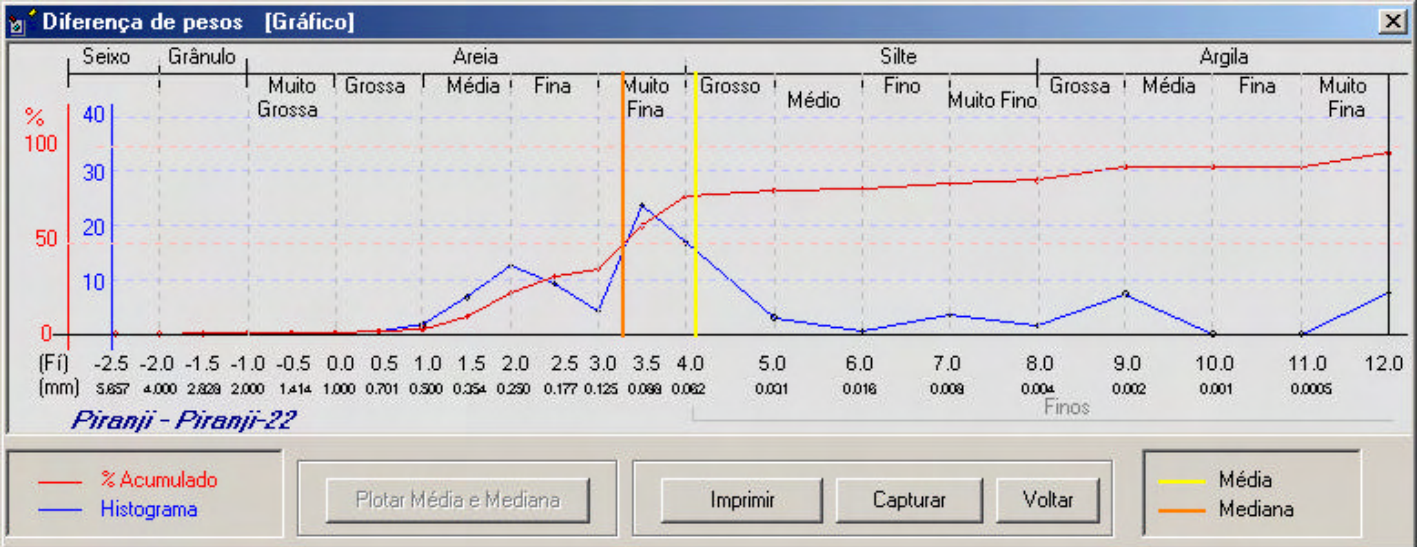 Diferença de pesos [Gráfico]
Seixo Grânulo Areia Silte Argila
Muito Grossa Grossa Média Fina Muito Fina Grosso Médio Fino Muito Fino Grossa Média Fina Muito Fina
%
100
50
0
40
30
20
10
(Fí) -2.5 -2.0 -1.5 -1.0 -0.5 0.0 0.5 1.0 1.5 2.0 2.5 3.0 3.5 4.0 5.0 6.0 7.0 8.0 9.0 10.0 11.0 12.0
(mm) 5.657 4.000 2.828 2.000 1.414 1.000 0.701 0.500 0.354 0.250 0.177 0.125 0.088 0.062 0.031 0.016 0.008 0.004 0.002 0.001 0.0005
Finos
Piranji - Piranji-22
% Acumulado
Histograma
Plotar Média e Mediana
Imprimir Capturar Voltar
Média
Mediana